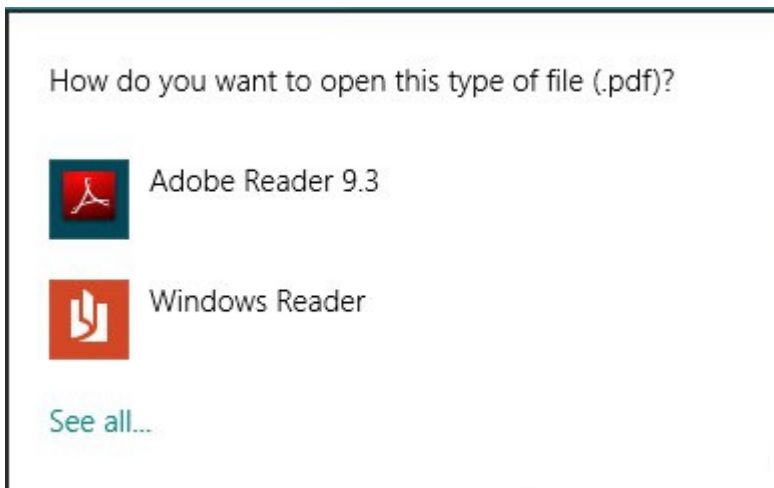 How do you want to open this type of file (.pdf)?
Adobe Reader 9.3
Windows Reader
See all...